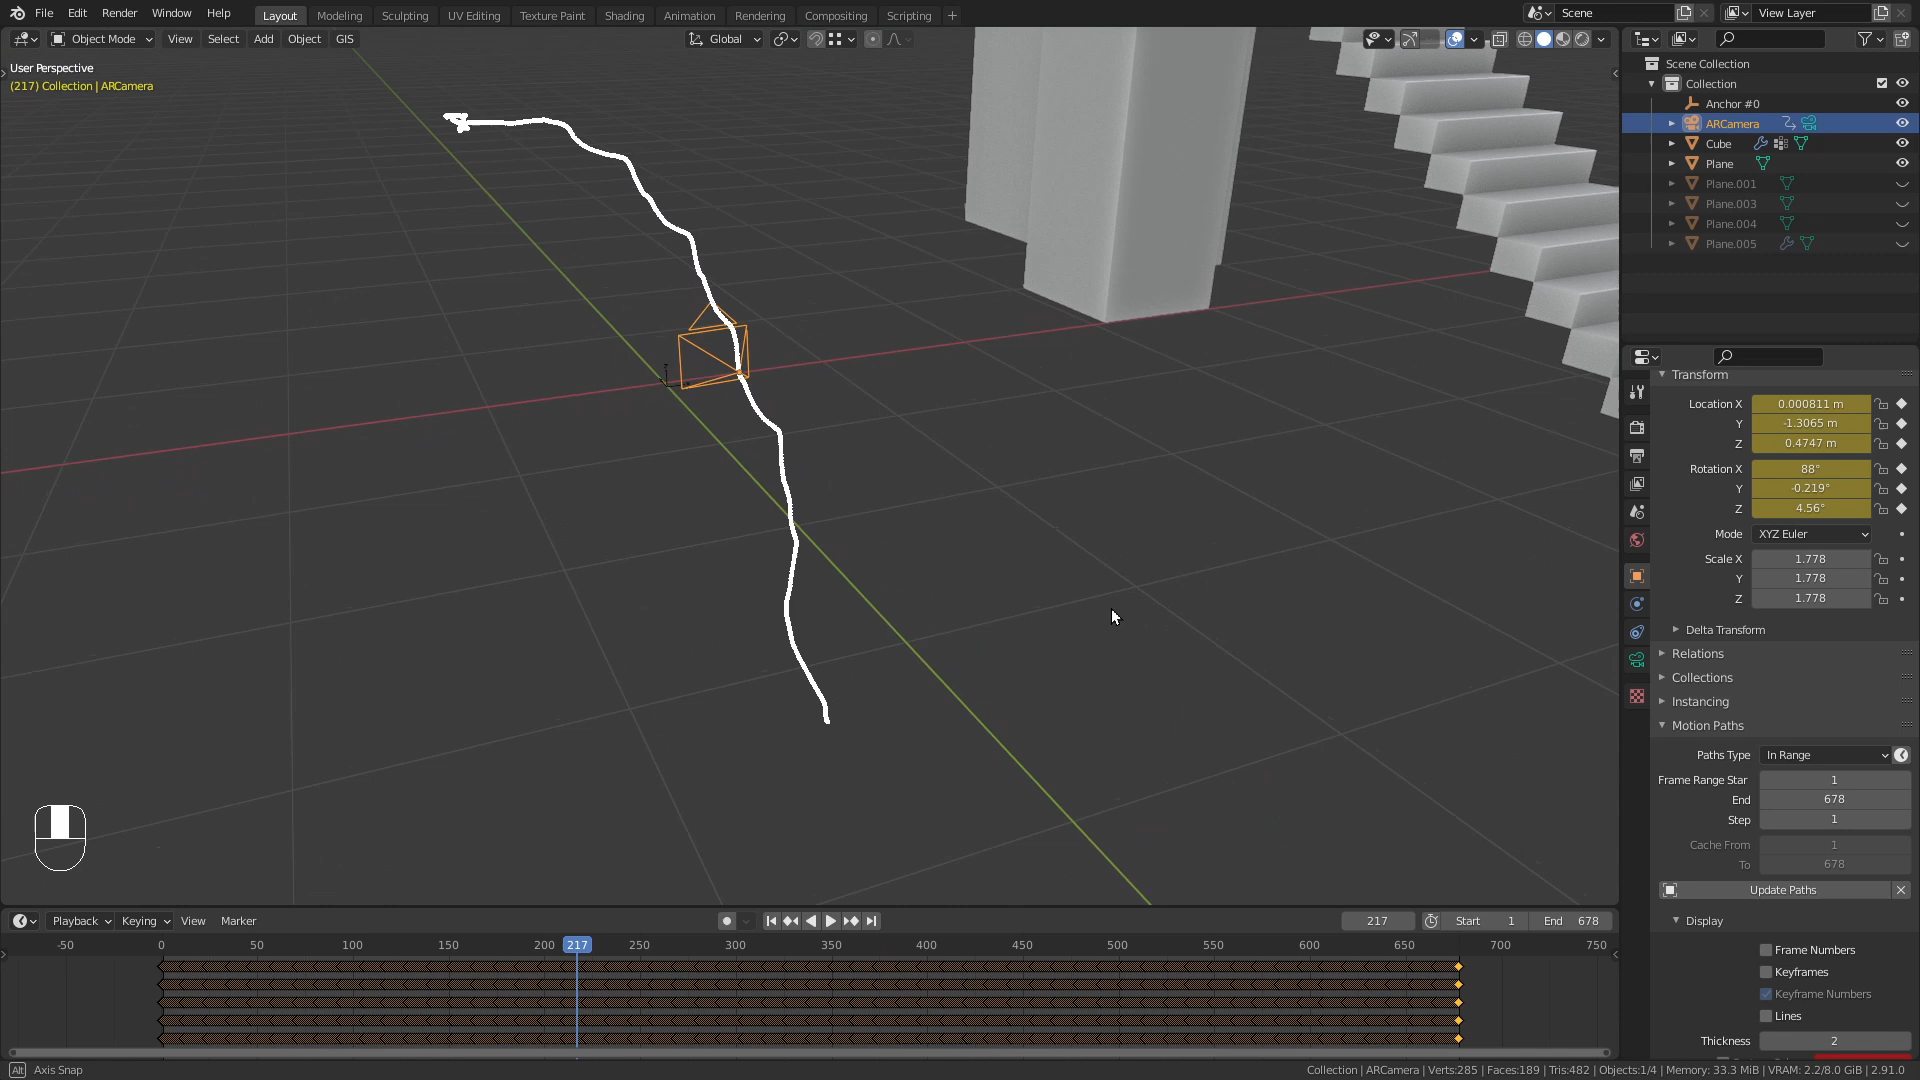 File Edit Render Window Help Layout Modeling Sculpting UV Editing Texture Paint Shading Animation Rendering Compositing Scripting + Scene View Layer
Object Mode View Select Add Object GIS Global
User Perspective
(217) Collection | ARCamera
Scene Collection
Collection
Anchor #0
ARCamera
Cube
Plane
Plane.001
Plane.003
Plane.004
Plane.005
Transform
Location X 0.000811 m
Y -1.3065 m
Z 0.4747 m
Rotation X 88°
Y -0.219°
Z 4.56°
Mode XYZ Euler
Scale X 1.778
Y 1.778
Z 1.778
Delta Transform
Relations
Collections
Instancing
Motion Paths
Paths Type In Range
Frame Range Star 1
End 678
Step 1
Cache From 1
To 678
Update Paths
Display
Frame Numbers
Keyframes
Keyframe Numbers
Lines
Thickness 2
Playback Keying View Marker 217 Start 1 End 678
-50 0 50 100 150 200 217 250 300 350 400 450 500 550 600 650 700 750
Alt Axis Snap Collection | ARCamera | Verts:285 | Faces:189 | Tris:482 | Objects:1/4 | Memory: 33.3 MiB | VRAM: 2.2/8.0 GiB | 2.91.0